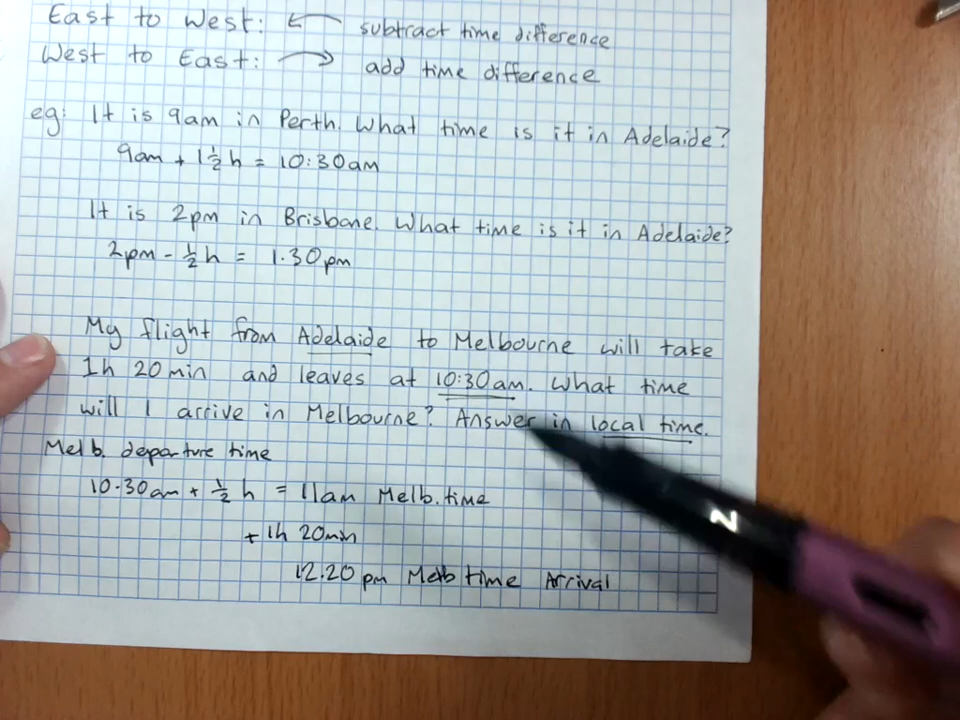 East to West: ← subtract time difference
West to East: → add time difference
eg: It is 9am in Perth. What time is it in Adelaide?
9am + 1½h = 10:30am
It is 2pm in Brisbane. What time is it in Adelaide?
2pm - ½h = 1.30pm
My flight from Adelaide to Melbourne will take
1h 20min and leaves at 10:30am. What time
will I arrive in Melbourne? Answer in local time.
Melb. departure time
10.30am + ½ h = 11am Melb. time
+ 1h 20min
12.20pm Melb time Arrival